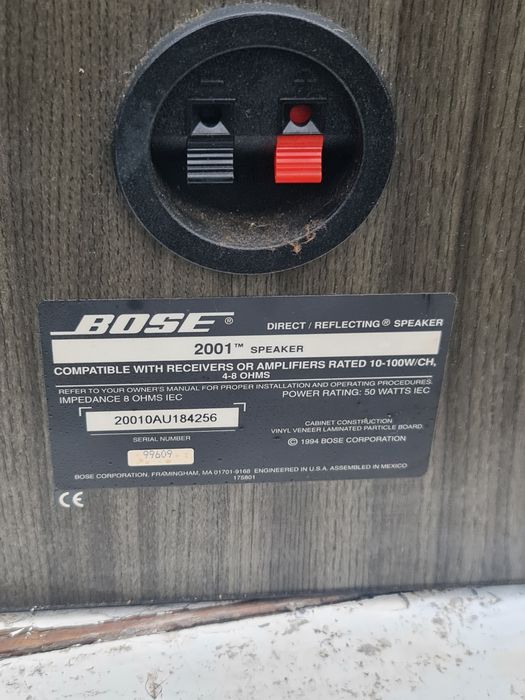 BOSE® DIRECT / REFLECTING® SPEAKER
2001™ SPEAKER
COMPATIBLE WITH RECEIVERS OR AMPLIFIERS RATED 10-100W/CH,
4-8 OHMS
REFER TO YOUR OWNER'S MANUAL FOR PROPER INSTALLATION AND OPERATING PROCEDURES.
IMPEDANCE 8 OHMS IEC POWER RATING: 50 WATTS IEC
20010AU184256
SERIAL NUMBER
CABINET CONSTRUCTION
VINYL VENEER LAMINATED PARTICLE BOARD
© 1994 BOSE CORPORATION
99609
BOSE CORPORATION, FRAMINGHAM, MA 01701-9168 ENGINEERED IN U.S.A. ASSEMBLED IN MEXICO
175801
CE